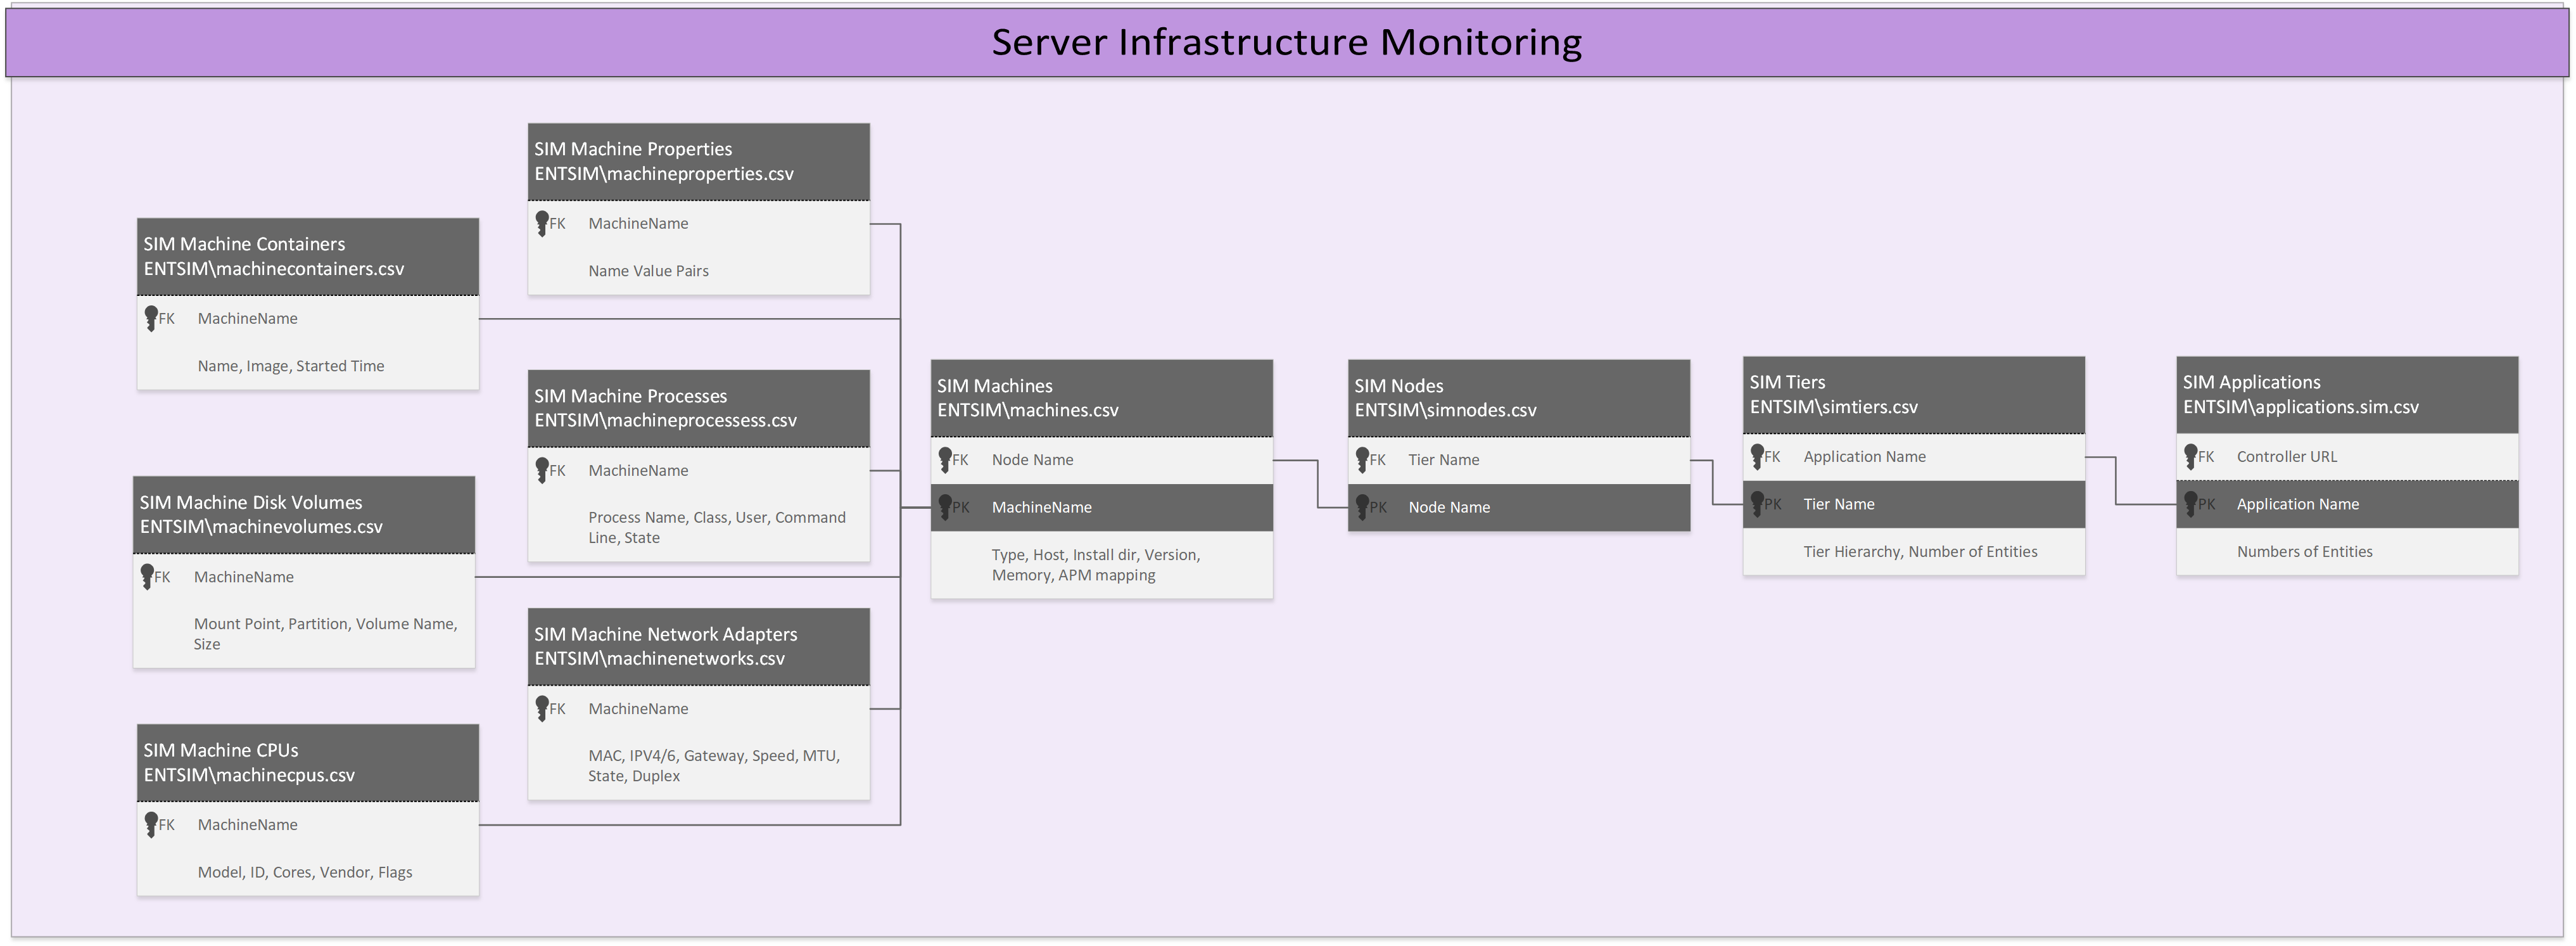 Server Infrastructure Monitoring
SIM Machine Properties
ENTSIM\machineproperties.csv
FK MachineName
Name Value Pairs
SIM Machine Containers
ENTSIM\machinecontainers.csv
FK MachineName
Name, Image, Started Time
SIM Machine Processes
ENTSIM\machineprocessess.csv
FK MachineName
Process Name, Class, User, Command
Line, State
SIM Machine Disk Volumes
ENTSIM\machinevolumes.csv
FK MachineName
Mount Point, Partition, Volume Name,
Size
SIM Machine Network Adapters
ENTSIM\machinenetworks.csv
FK MachineName
MAC, IPV4/6, Gateway, Speed, MTU,
State, Duplex
SIM Machine CPUs
ENTSIM\machinecpus.csv
FK MachineName
Model, ID, Cores, Vendor, Flags
SIM Machines
ENTSIM\machines.csv
FK Node Name
PK MachineName
Type, Host, Install dir, Version,
Memory, APM mapping
SIM Nodes
ENTSIM\simnodes.csv
FK Tier Name
PK Node Name
SIM Tiers
ENTSIM\simtiers.csv
FK Application Name
PK Tier Name
Tier Hierarchy, Number of Entities
SIM Applications
ENTSIM\applications.sim.csv
FK Controller URL
PK Application Name
Numbers of Entities